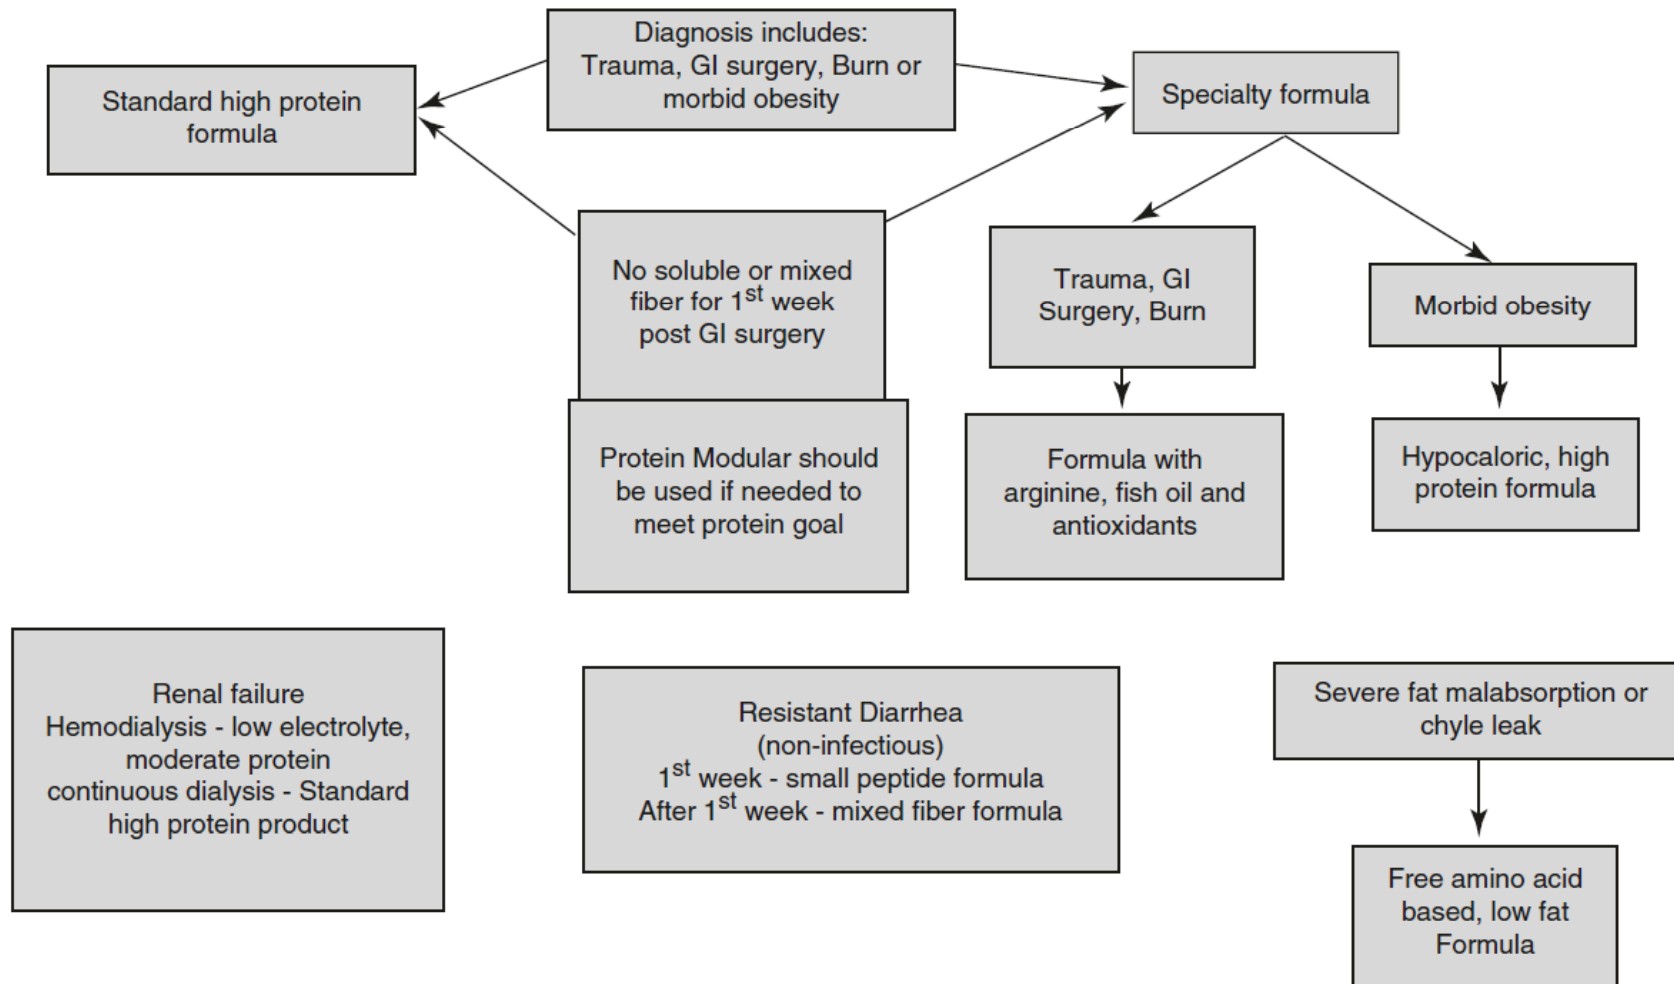 Diagnosis includes:
Trauma, GI surgery, Burn or
morbid obesity
Standard high protein
formula
Specialty formula
No soluble or mixed
fiber for 1st week
post GI surgery
Protein Modular should
be used if needed to
meet protein goal
Trauma, GI
Surgery, Burn
Morbid obesity
Formula with
arginine, fish oil and
antioxidants
Hypocaloric, high
protein formula
Renal failure
Hemodialysis - low electrolyte,
moderate protein
continuous dialysis - Standard
high protein product
Resistant Diarrhea
(non-infectious)
1st week - small peptide formula
After 1st week - mixed fiber formula
Severe fat malabsorption or
chyle leak
Free amino acid
based, low fat
Formula